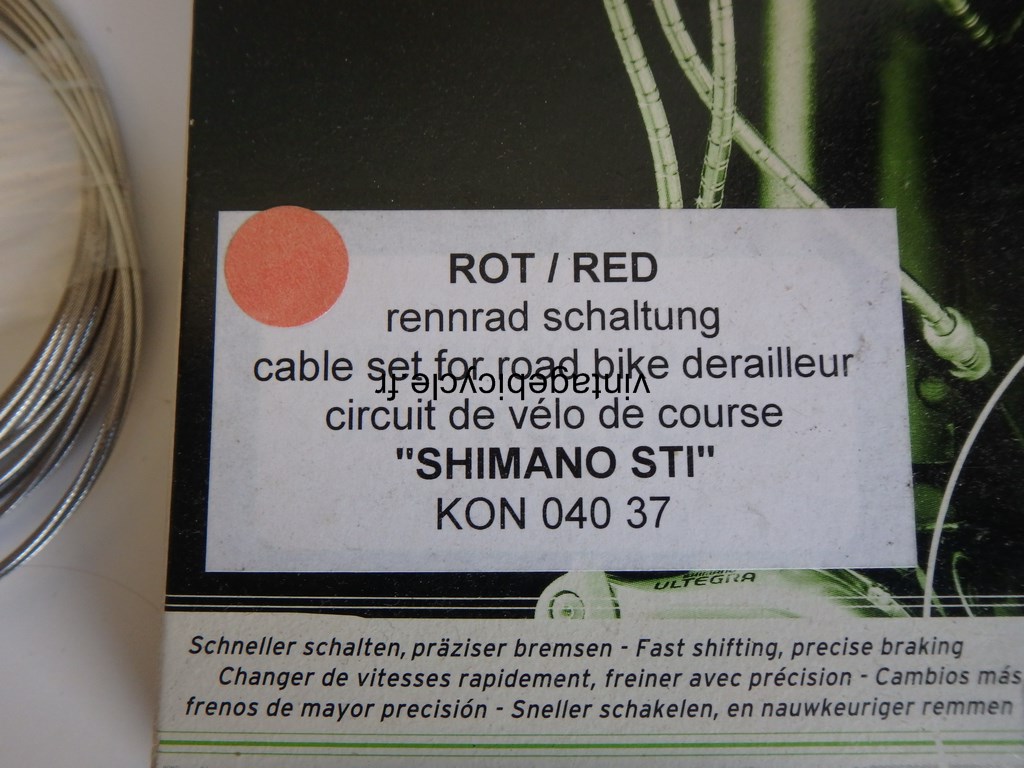 ROT / RED
rennrad schaltung
cable set for road bike derailleur
vintagebicycle.fr
circuit de vélo de course
"SHIMANO STI"
KON 040 37
SHIMANO
ULTEGRA
Schneller schalten, präziser bremsen - Fast shifting, precise braking
Changer de vitesses rapidement, freiner avec précision - Cambios más
frenos de mayor precisión - Sneller schakelen, en nauwkeuriger remmen